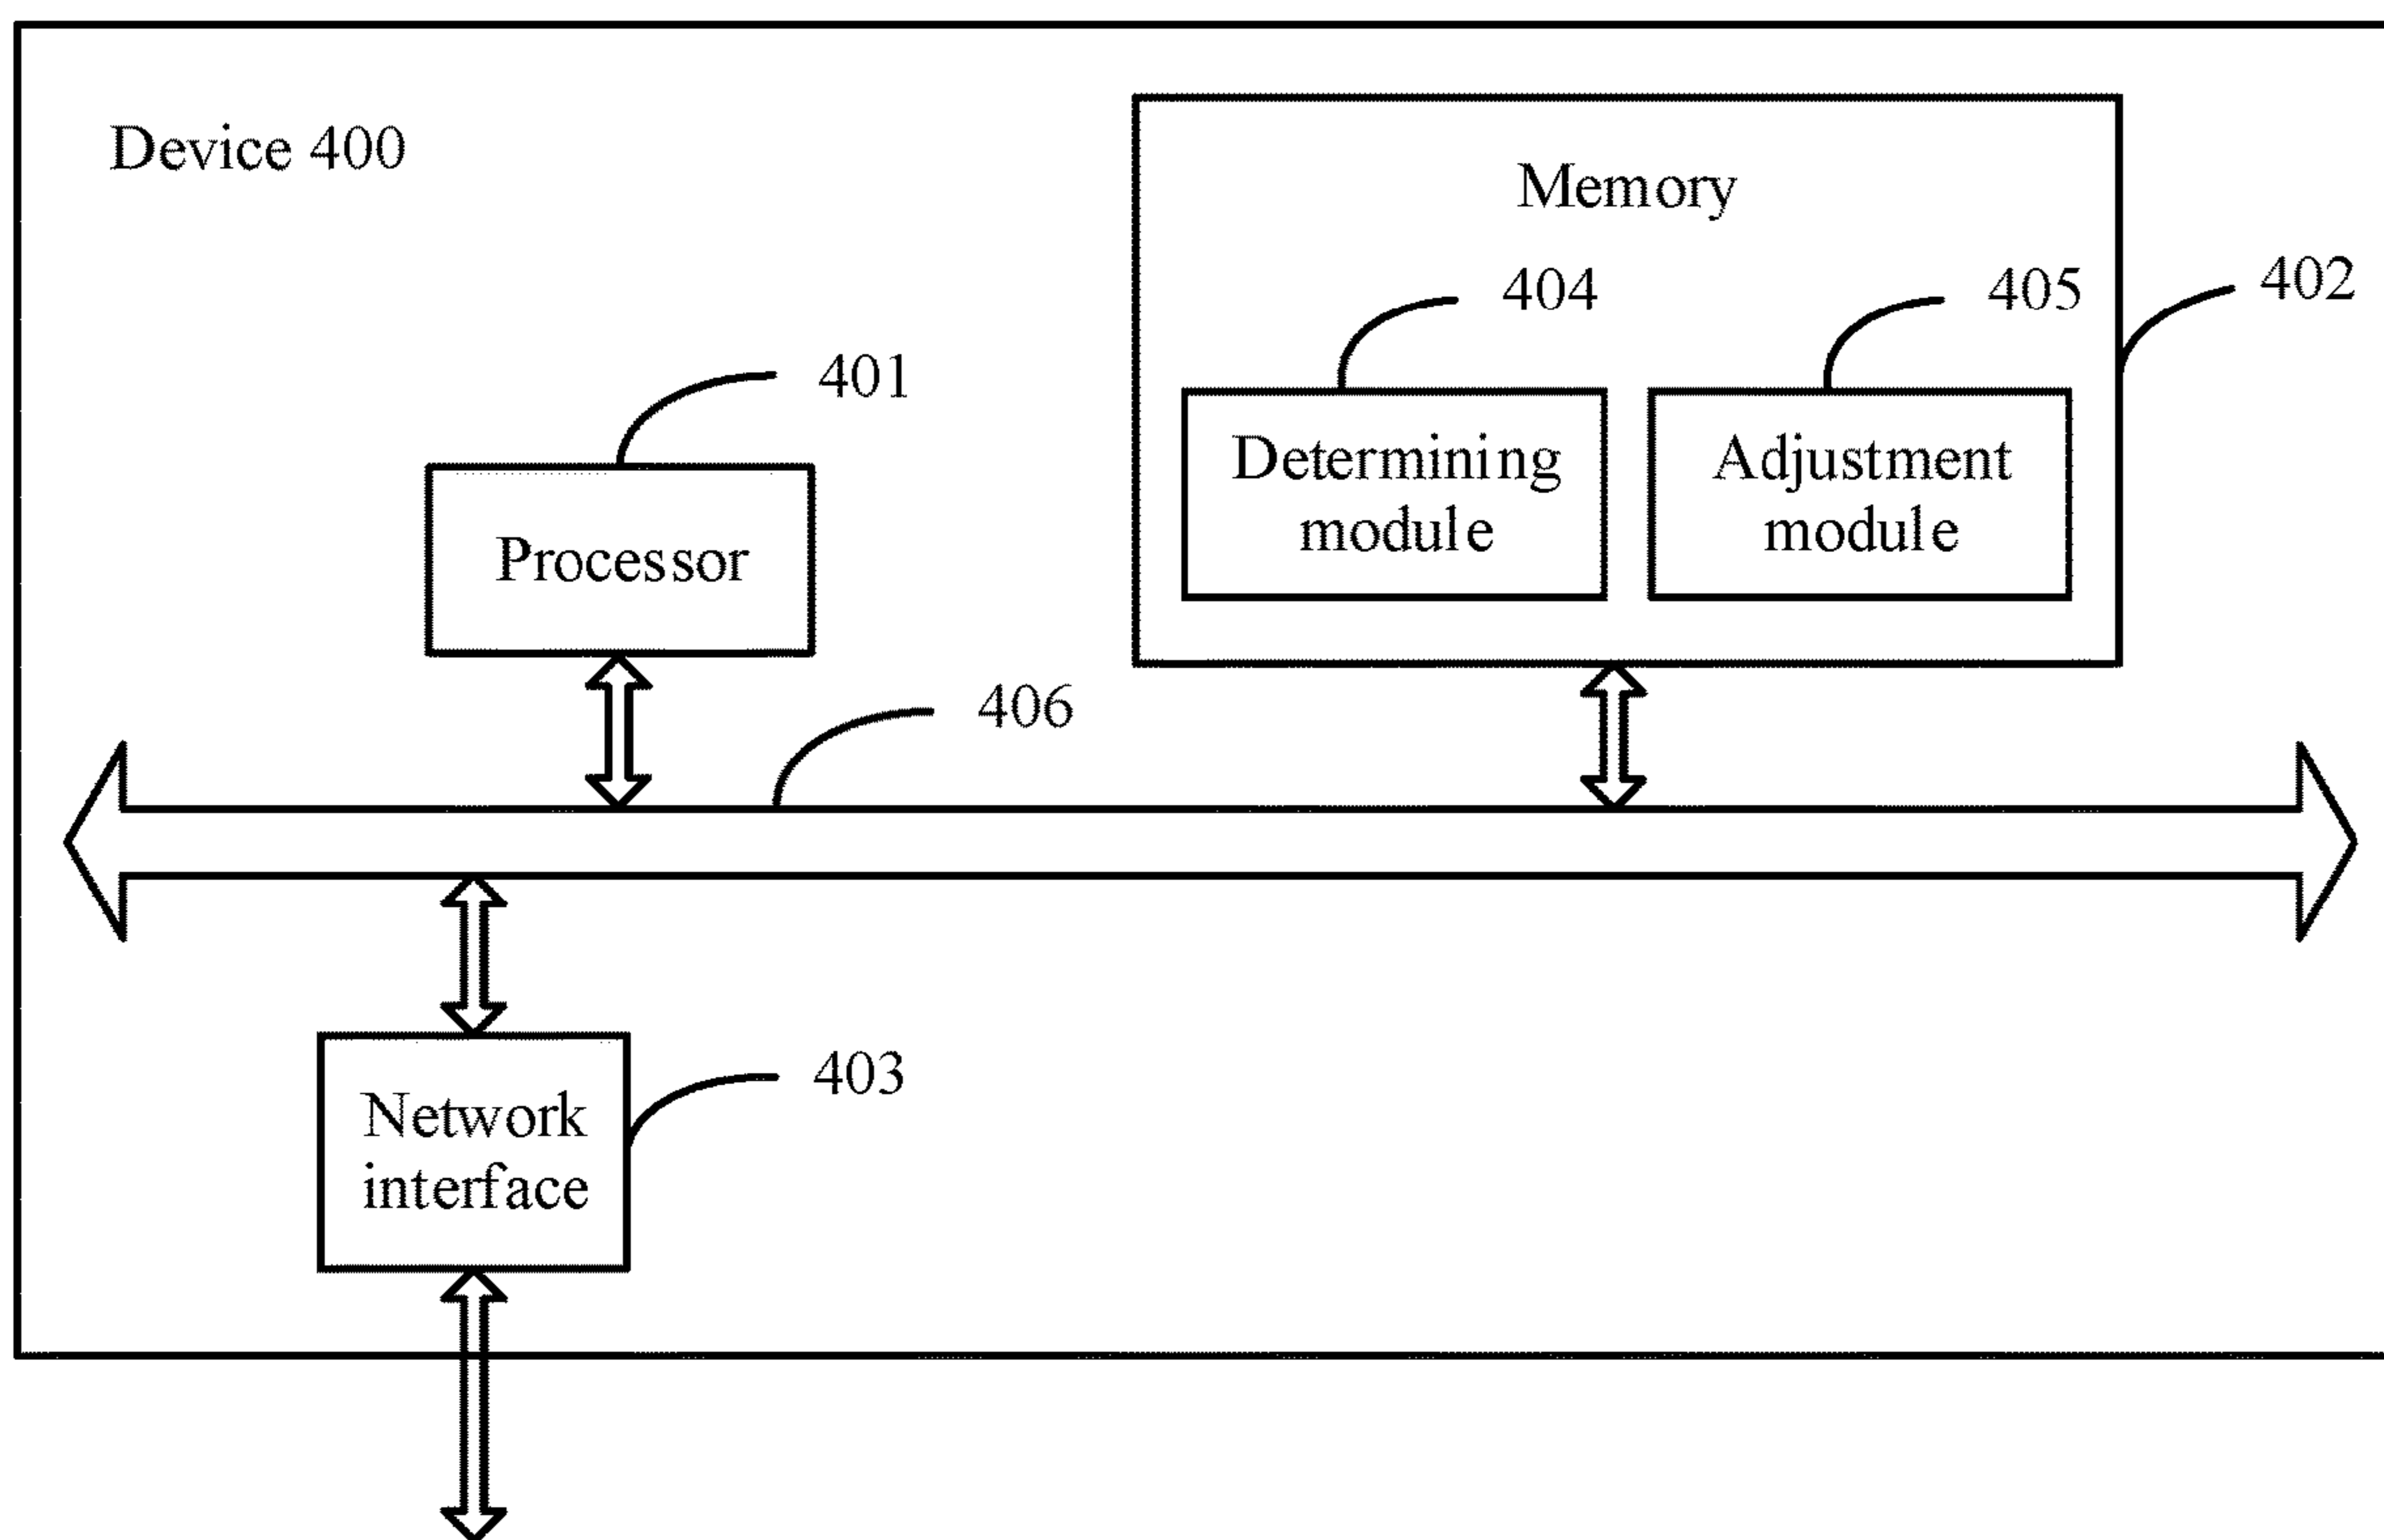 Device 400
Memory
404
405
402
401
Determining
module
Adjustment
module
Processor
406
403
Network
interface